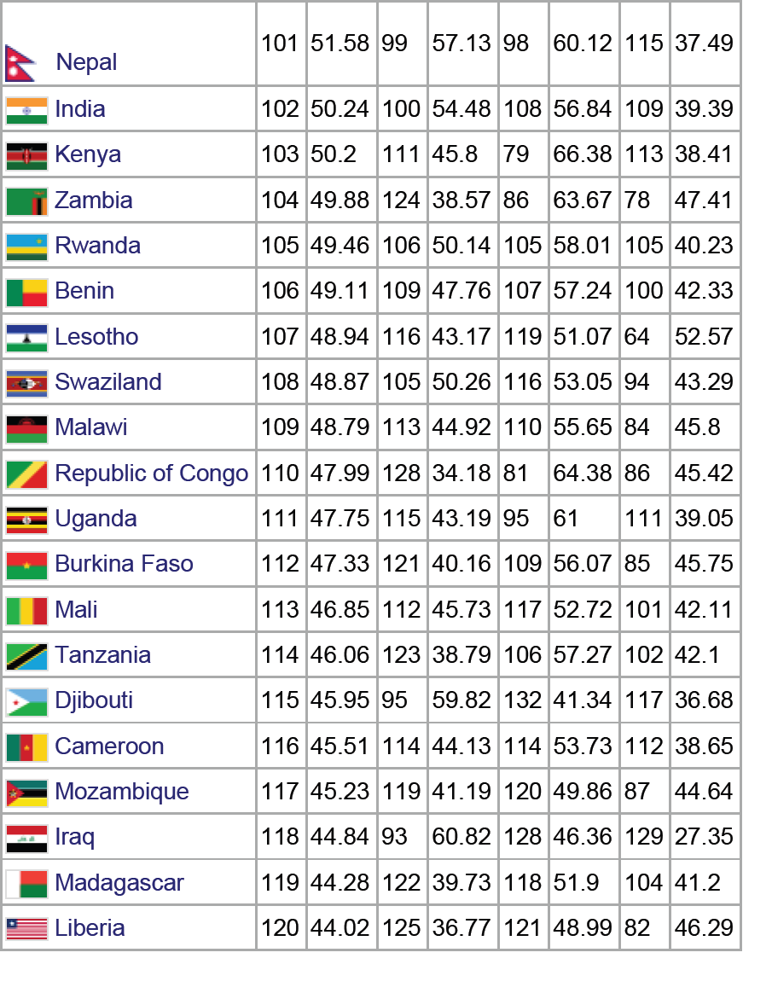 Nepal 101 51.58 99 57.13 98 60.12 115 37.49
India 102 50.24 100 54.48 108 56.84 109 39.39
Kenya 103 50.2 111 45.8 79 66.38 113 38.41
Zambia 104 49.88 124 38.57 86 63.67 78 47.41
Rwanda 105 49.46 106 50.14 105 58.01 105 40.23
Benin 106 49.11 109 47.76 107 57.24 100 42.33
Lesotho 107 48.94 116 43.17 119 51.07 64 52.57
Swaziland 108 48.87 105 50.26 116 53.05 94 43.29
Malawi 109 48.79 113 44.92 110 55.65 84 45.8
Republic of Congo 110 47.99 128 34.18 81 64.38 86 45.42
Uganda 111 47.75 115 43.19 95 61 111 39.05
Burkina Faso 112 47.33 121 40.16 109 56.07 85 45.75
Mali 113 46.85 112 45.73 117 52.72 101 42.11
Tanzania 114 46.06 123 38.79 106 57.27 102 42.1
Djibouti 115 45.95 95 59.82 132 41.34 117 36.68
Cameroon 116 45.51 114 44.13 114 53.73 112 38.65
Mozambique 117 45.23 119 41.19 120 49.86 87 44.64
Iraq 118 44.84 93 60.82 128 46.36 129 27.35
Madagascar 119 44.28 122 39.73 118 51.9 104 41.2
Liberia 120 44.02 125 36.77 121 48.99 82 46.29